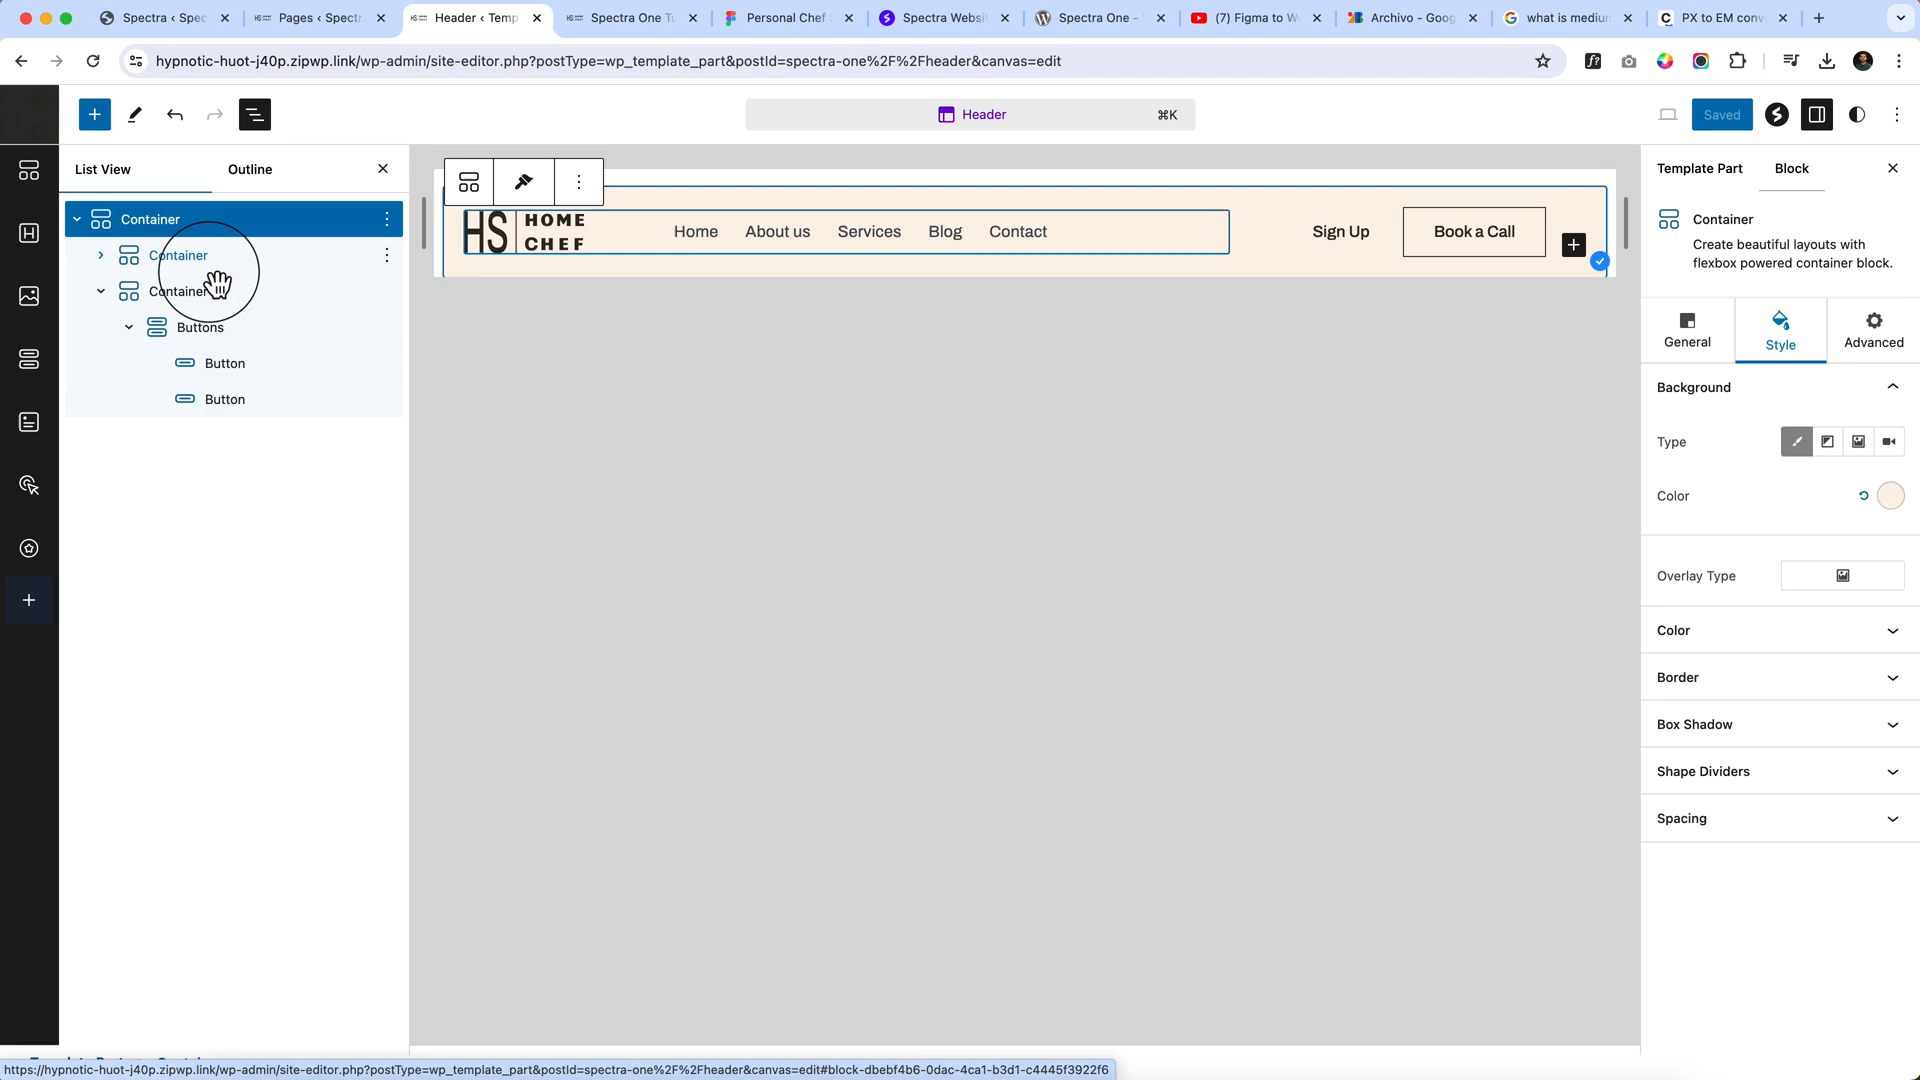 Spectra ‹ Spec
Pages ‹ Spectr
Header ‹ Temp
Spectra One Tu
Personal Chef
Spectra Websi
Spectra One -
(7) Figma to W
Archivo - Goog
what is medium
PX to EM conv
hypnotic-huot-j40p.zipwp.link/wp-admin/site-editor.php?postType=wp_template_part&postId=spectra-one%2F%2Fheader&canvas=edit
Header
⌘K
Saved
List View
Outline
Container
Container
Container
Buttons
Button
Button
HS HOME CHEF
Home
About us
Services
Blog
Contact
Sign Up
Book a Call
Template Part
Block
Container
Create beautiful layouts with
flexbox powered container block.
General
Style
Advanced
Background
Type
Color
Overlay Type
Color
Border
Box Shadow
Shape Dividers
Spacing
https://hypnotic-huot-j40p.zipwp.link/wp-admin/site-editor.php?postType=wp_template_part&postId=spectra-one%2F%2Fheader&canvas=edit#block-dbebf4b6-0dac-4ca1-b3d1-c4445f3922f6